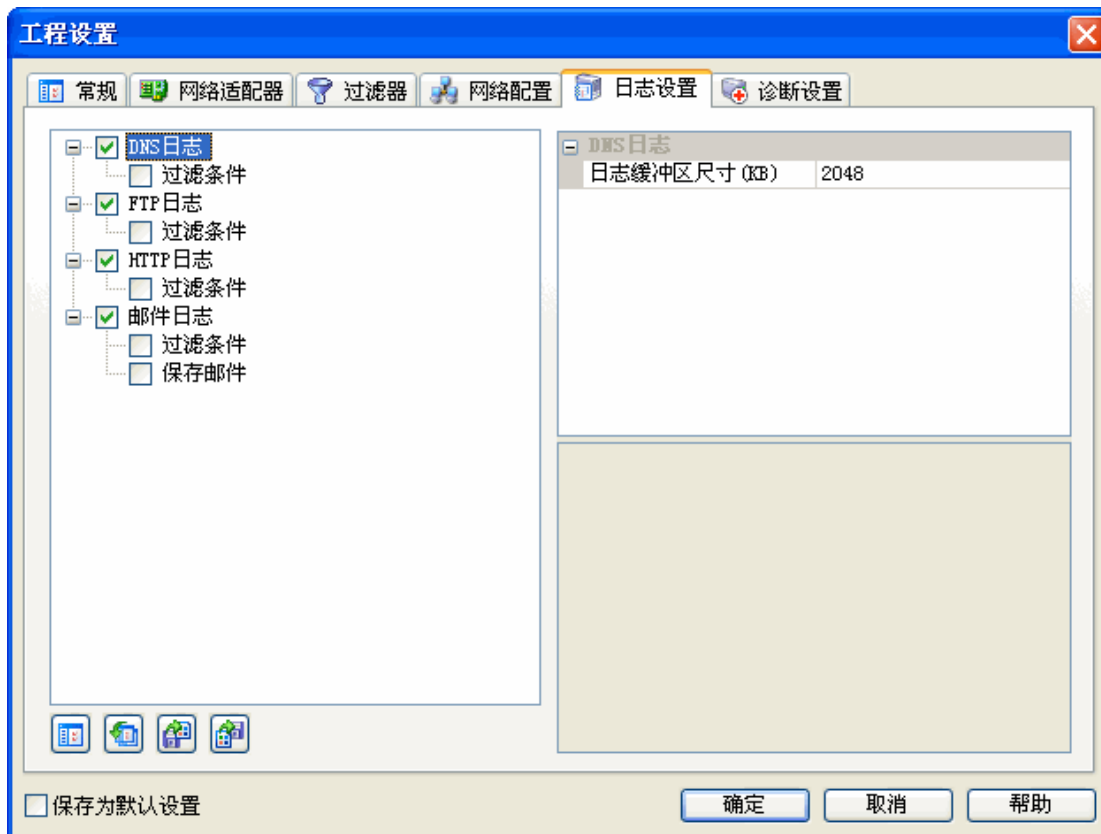 工程设置
常规 网络适配器 过滤器 网络配置 日志设置 诊断设置
DNS日志
过滤条件
FTP日志
过滤条件
HTTP日志
过滤条件
邮件日志
过滤条件
保存邮件
DNS日志
日志缓冲区尺寸(KB) 2048
保存为默认设置
确定 取消 帮助